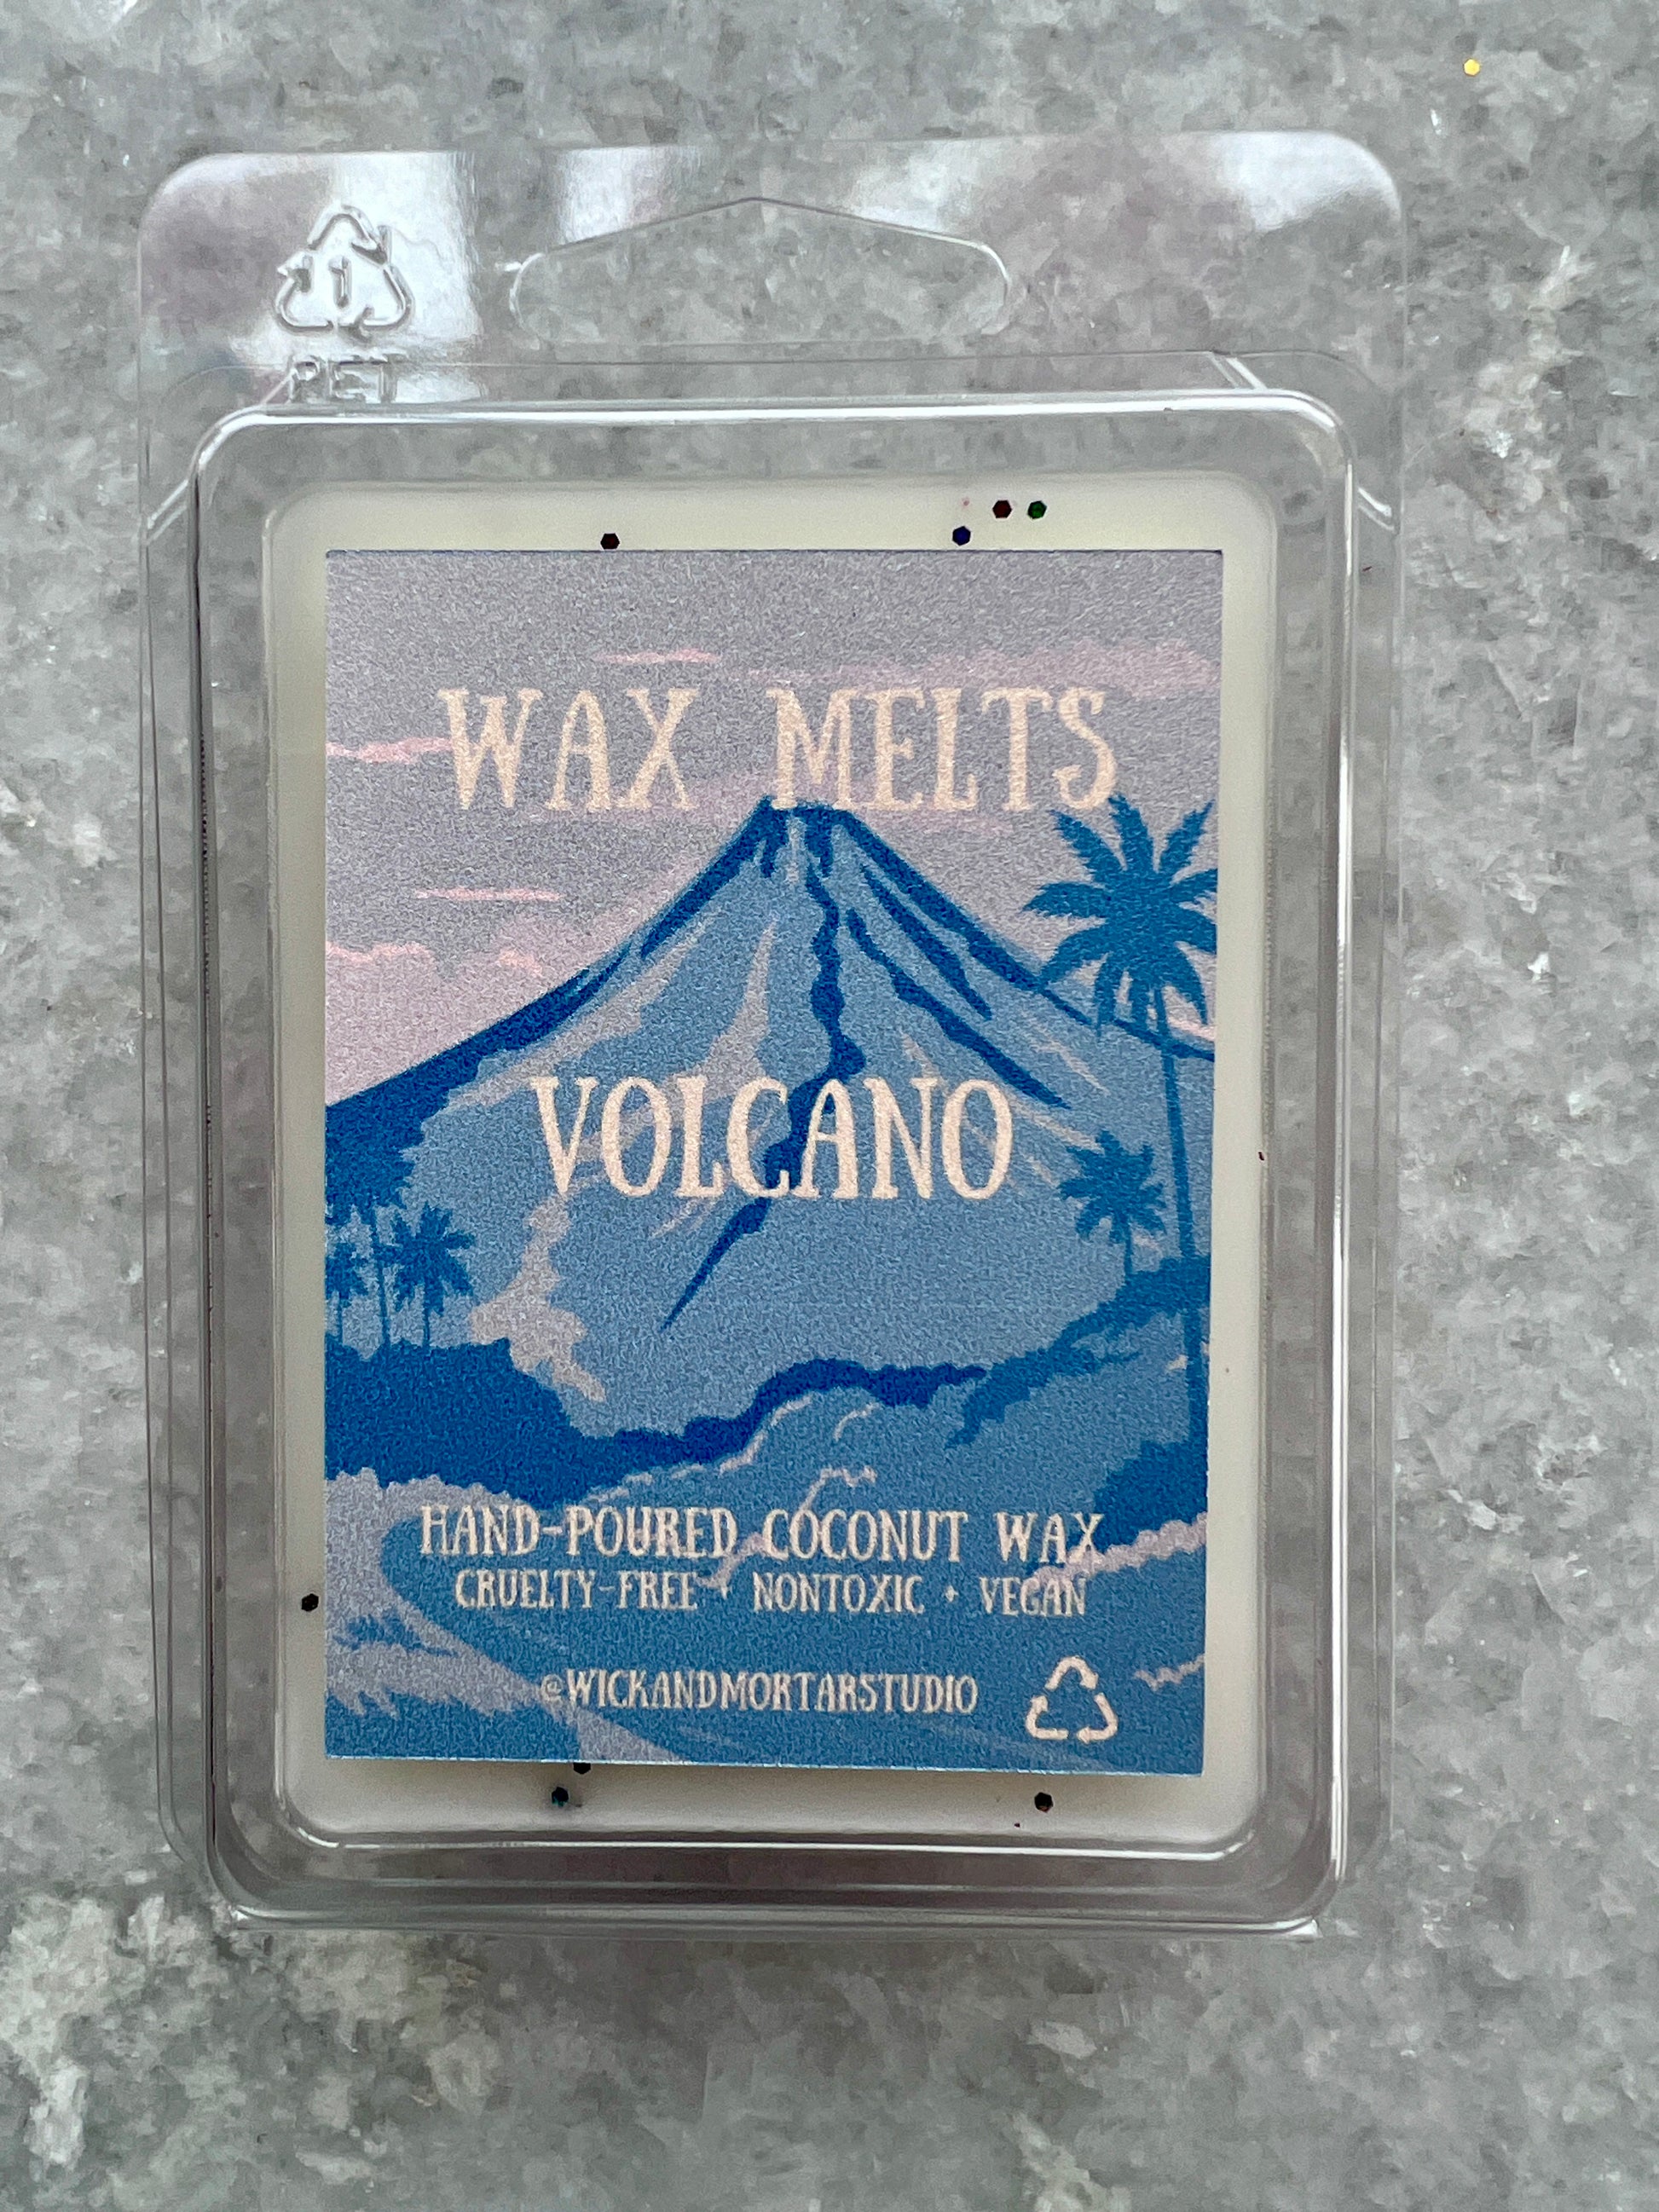 PET
WAX MELTS
VOLCANO
HAND-POURED COCONUT WAX
CRUELTY-FREE + NONTOXIC + VEGAN
@WICKANDMORTARSTUDIO